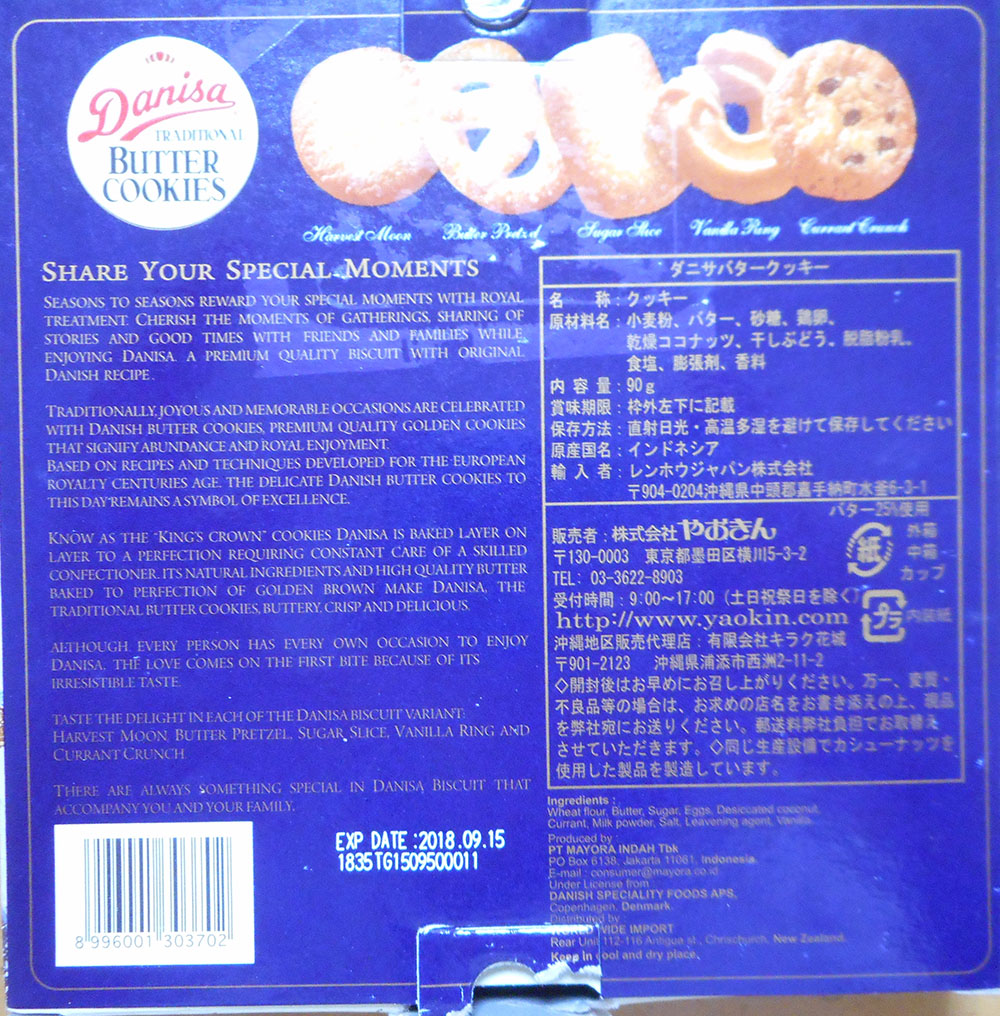 Danisa
TRADITIONAL
BUTTER
COOKIES
Harvest Moon
Butter Pretzel
Sugar Slice
Vanilla Ring
Currant Crunch
SHARE YOUR SPECIAL MOMENTS
SEASONS TO SEASONS REWARD YOUR SPECIAL MOMENTS WITH ROYAL
TREATMENT. CHERISH THE MOMENTS OF GATHERINGS, SHARING OF
STORIES AND GOOD TIMES WITH FRIENDS AND FAMILIES WHILE
ENJOYING DANISA. A PREMIUM QUALITY BISCUIT WITH ORIGINAL
DANISH RECIPE.
TRADITIONALLY, JOYOUS AND MEMORABLE OCCASIONS ARE CELEBRATED
WITH DANISH BUTTER COOKIES, PREMIUM QUALITY GOLDEN COOKIES
THAT SIGNIFY ABUNDANCE AND ROYAL ENJOYMENT.
BASED ON RECIPES AND TECHNIQUES DEVELOPED FOR THE EUROPEAN
ROYALTY CENTURIES AGE. THE DELICATE DANISH BUTTER COOKIES TO
THIS DAY REMAINS A SYMBOL OF EXCELLENCE.
KNOW AS THE "KING'S CROWN" COOKIES DANISA IS BAKED LAYER ON
LAYER TO A PERFECTION REQUIRING CONSTANT CARE OF A SKILLED
CONFECTIONER. ITS NATURAL INGREDIENTS AND HIGH QUALITY BUTTER
BAKED TO PERFECTION OF GOLDEN BROWN MAKE DANISA, THE
TRADITIONAL BUTTER COOKIES, BUTTERY, CRISP AND DELICIOUS.
ALTHOUGH EVERY PERSON HAS EVERY OWN OCCASION TO ENJOY
DANISA, THE LOVE COMES ON THE FIRST BITE BECAUSE OF ITS
IRRESISTIBLE TASTE.
TASTE THE DELIGHT IN EACH OF THE DANISA BISCUIT VARIANT:
HARVEST MOON, BUTTER PRETZEL, SUGAR SLICE, VANILLA RING AND
CURRANT CRUNCH
THERE ARE ALWAYS SOMETHING SPECIAL IN DANISA BISCUIT THAT
ACCOMPANY YOU AND YOUR FAMILY.
8 996001 303702
EXP DATE :2018.09.15
1835TG1509500011
ダニサバタークッキー
名 称:クッキー
原材料名:小麦粉、バター、砂糖、鶏卵、
乾燥ココナッツ、干しぶどう、脱脂粉乳、
食塩、膨張剤、香料
内 容 量:90g
賞味期限:枠外左下に記載
保存方法:直射日光・高温多湿を避けて保存してください
原産国名:インドネシア
輸 入 者:レンホウジャパン株式会社
〒904-0204沖縄県中頭郡嘉手納町水釜6-3-1
バター25%使用
販売者:株式会社やおきん
〒130-0003 東京都墨田区横川5-3-2
TEL: 03-3622-8903
受付時間:9:00~17:00(土日祝祭日を除く)
http://www.yaokin.com
紙
外箱
中箱
カップ
プラ
内装紙
沖縄地区販売代理店:有限会社キラク花城
〒901-2123 沖縄県浦添市西洲2-11-2
◇開封後はお早めにお召し上がりください。万一、変質・
不良品等の場合は、お求めの店名をお書き添えの上、現品
を弊社宛にお送りください。郵送料弊社負担でお取替え
させていただきます。◇同じ生産設備でカシューナッツを
使用した製品を製造しています。
Ingredients :
Wheat flour, Butter, Sugar, Eggs, Desiccated coconut,
Currant, Milk powder, Salt, Leavening agent, Vanilla.
Produced by :
PT MAYORA INDAH Tbk
PO Box 6138, Jakarta 11061, Indonesia
E-mail : consumer@mayora.co.id
Under License from :
DANISH SPECIALITY FOODS APS,
Copenhagen, Denmark.
Distributed by :
WORLD WIDE IMPORT
Rear Unit 112-116 Antigua st., Chrischurch, New Zealand.
Keep in cool and dry place.